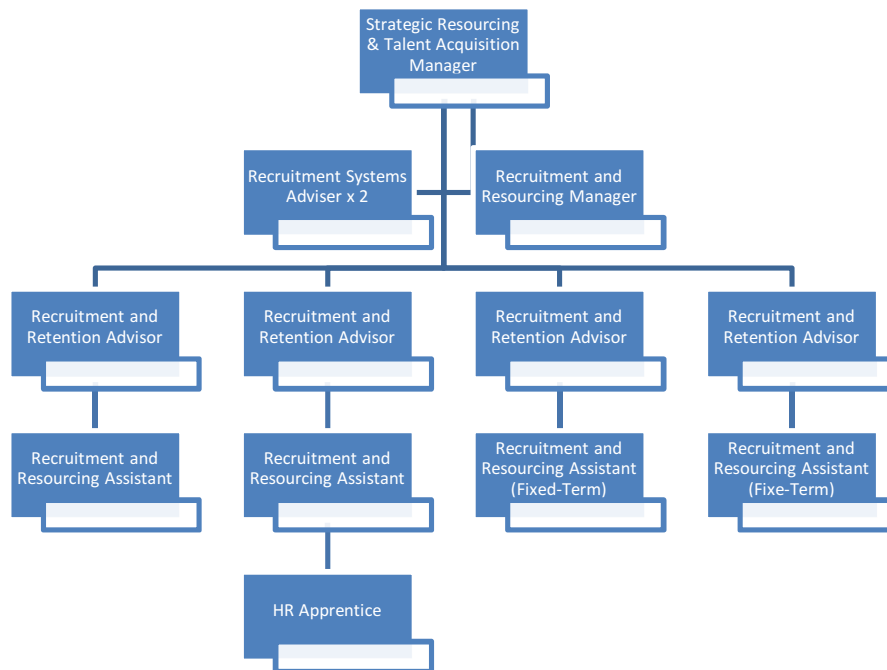 Strategic Resourcing
& Talent Acquisition
Manager
Recruitment Systems
Adviser x 2
Recruitment and
Resourcing Manager
Recruitment and
Retention Advisor
Recruitment and
Retention Advisor
Recruitment and
Retention Advisor
Recruitment and
Retention Advisor
Recruitment and
Resourcing Assistant
Recruitment and
Resourcing Assistant
Recruitment and
Resourcing Assistant
(Fixed-Term)
Recruitment and
Resourcing Assistant
(Fixe-Term)
HR Apprentice